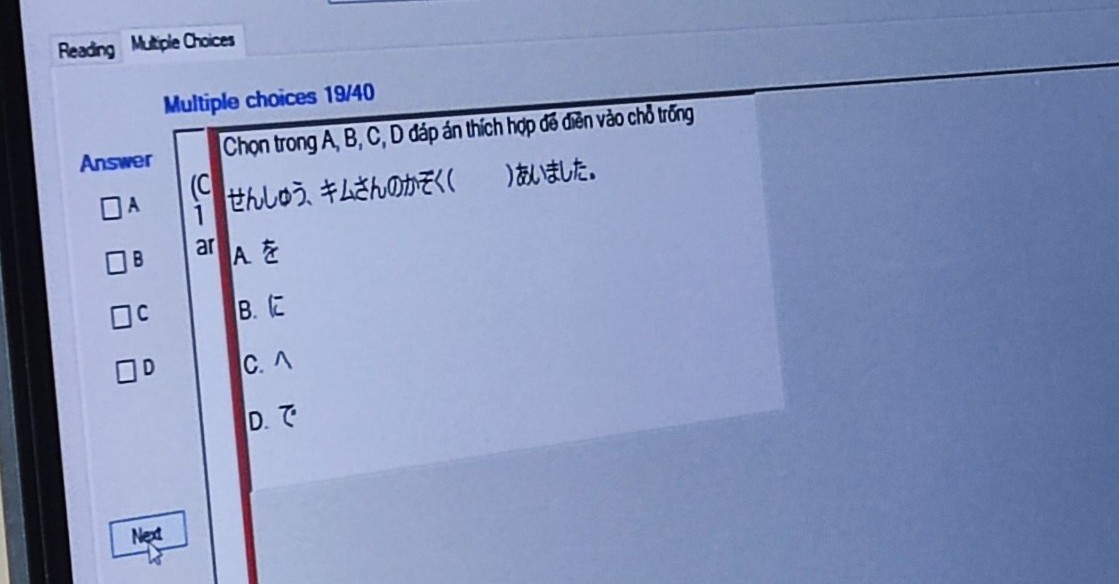 Reading Multiple Choices
Multiple choices 19/40
Answer
A
B
C
D
(C
1
ar
Chọn trong A, B, C, D đáp án thích hợp để điền vào chỗ trống
せんしゅう、キムさんのかぞく( )あいました。
A. を
B. に
C. へ
D. で
Next